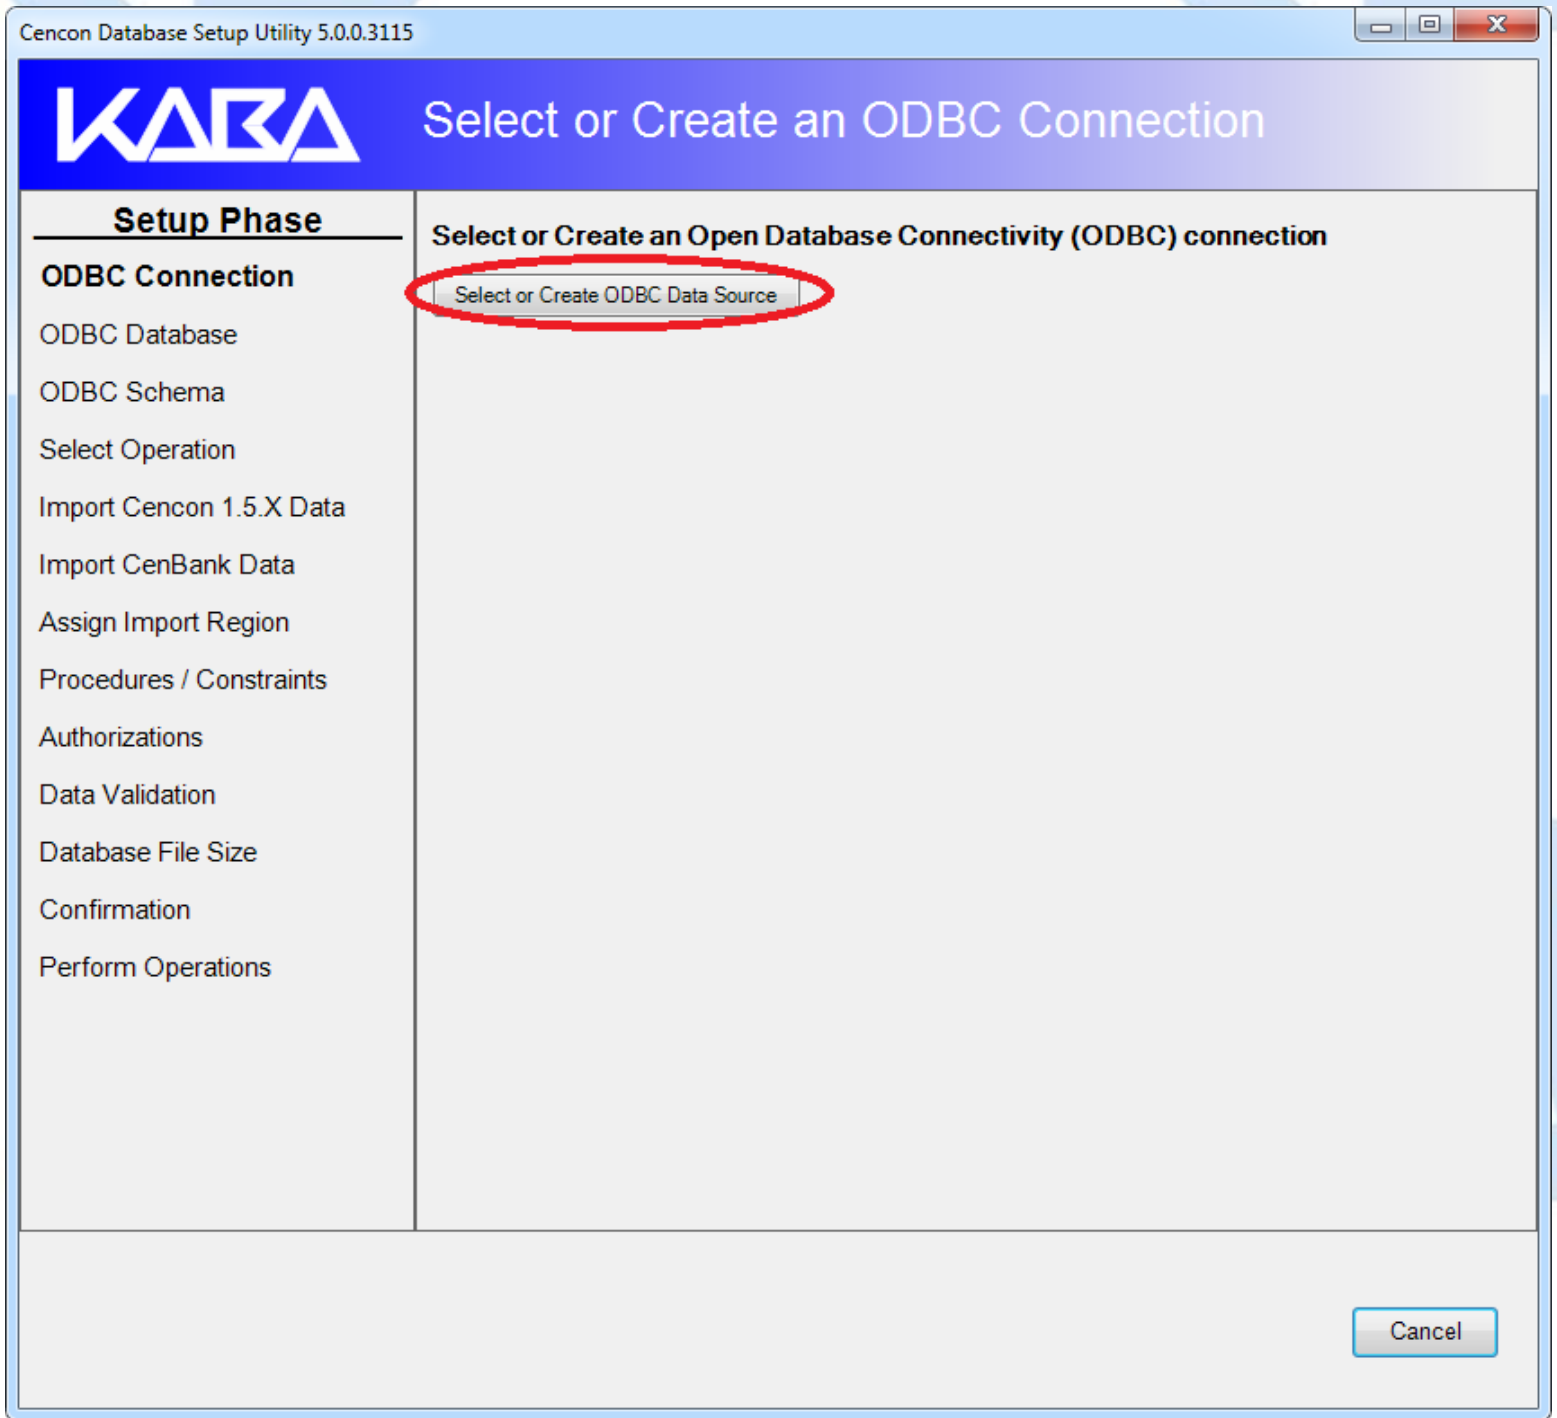 Cencon Database Setup Utility 5.0.0.3115
KABA
Select or Create an ODBC Connection
Setup Phase
ODBC Connection
ODBC Database
ODBC Schema
Select Operation
Import Cencon 1.5.X Data
Import CenBank Data
Assign Import Region
Procedures / Constraints
Authorizations
Data Validation
Database File Size
Confirmation
Perform Operations
Select or Create an Open Database Connectivity (ODBC) connection
Select or Create ODBC Data Source
Cancel